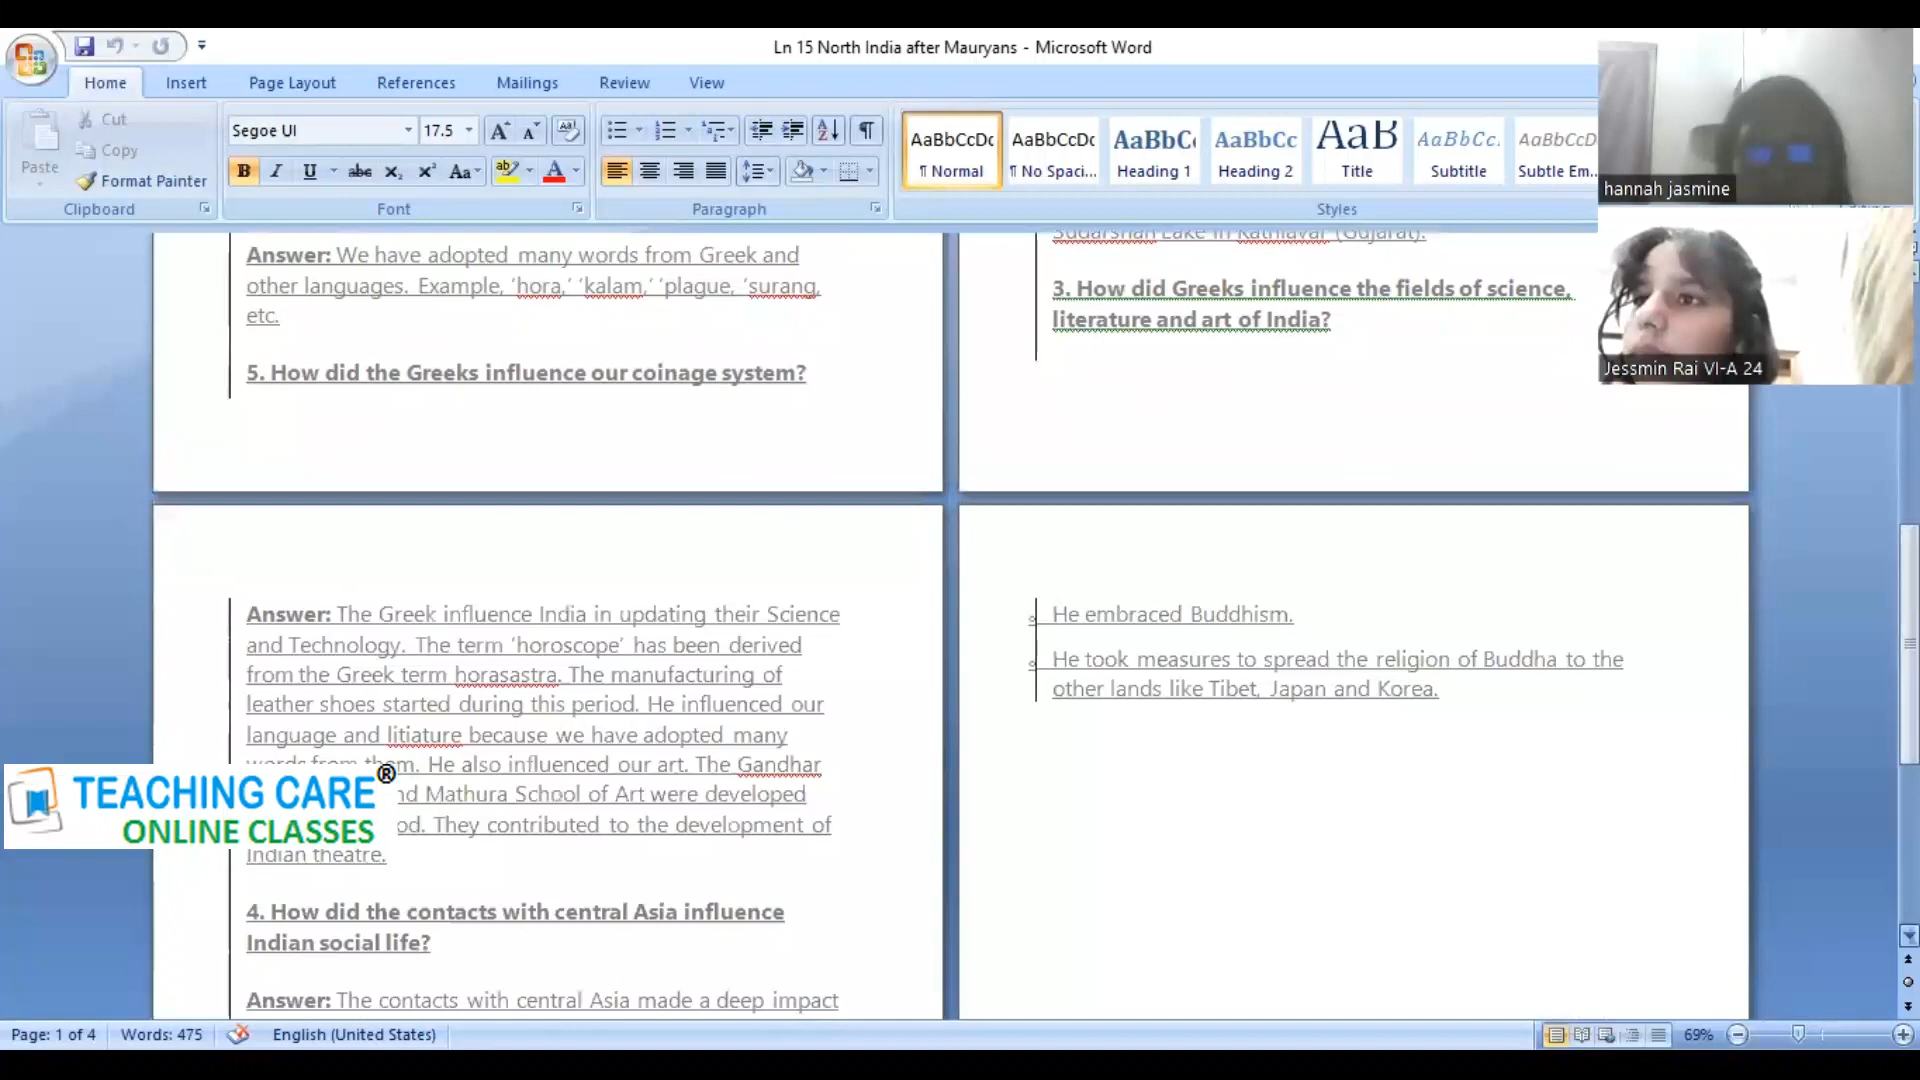 Ln 15 North India after Mauryans - Microsoft Word
Home Insert Page Layout References Mailings Review View
Paste
Cut
Copy
Format Painter
Clipboard
Segoe UI 17.5
Font
Paragraph
AaBbCcDc AaBbCcDc AaBbC AaBbCc AaB AaBbCc. AaBbCcD
¶ Normal ¶ No Spaci... Heading 1 Heading 2 Title Subtitle Subtle Em...
Styles
hannah jasmine
Jessmin Rai VI-A 24
Answer: We have adopted many words from Greek and
other languages. Example, 'hora,' 'kalam,' 'plague, 'surang,
etc.
5. How did the Greeks influence our coinage system?
Sudarshan Lake in Kathiavar (Gujarat).
3. How did Greeks influence the fields of science,
literature and art of India?
Answer: The Greek influence India in updating their Science
and Technology. The term 'horoscope' has been derived
from the Greek term horasastra. The manufacturing of
leather shoes started during this period. He influenced our
language and litiature because we have adopted many
words from them. He also influenced our art. The Gandhar
nd Mathura School of Art were developed
od. They contributed to the development of
Indian theatre.
4. How did the contacts with central Asia influence
Indian social life?
Answer: The contacts with central Asia made a deep impact
He embraced Buddhism.
He took measures to spread the religion of Buddha to the
other lands like Tibet, Japan and Korea.
TEACHING CARE®
ONLINE CLASSES
Page: 1 of 4 Words: 475 English (United States) 69%